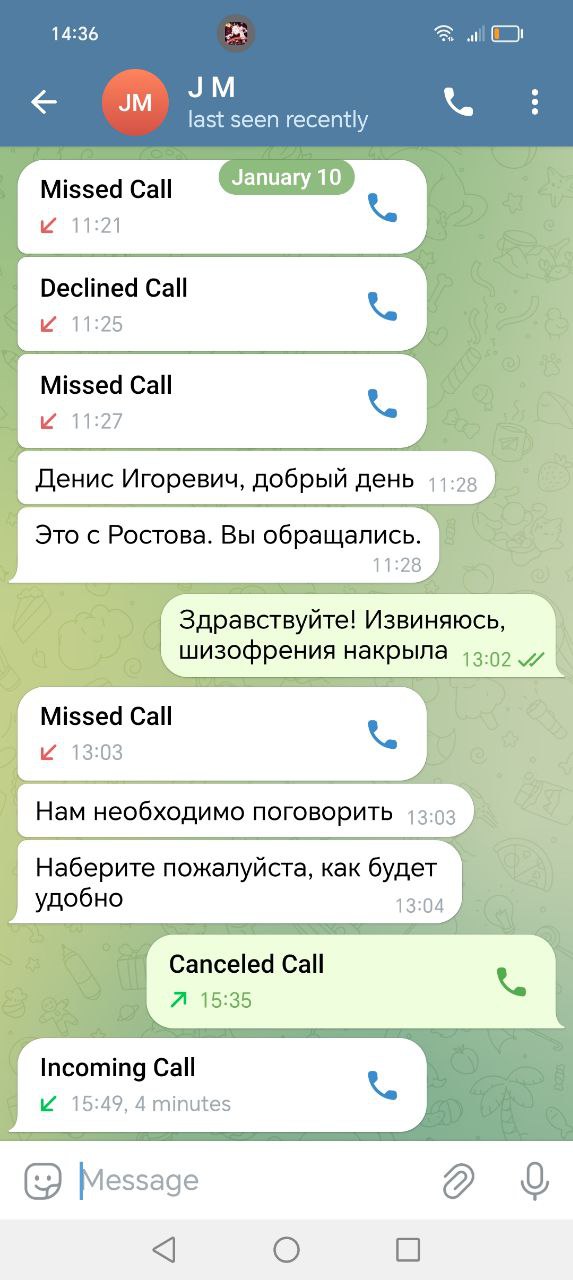 14:36
JM
J M
last seen recently
January 10
Missed Call
11:21
Declined Call
11:25
Missed Call
11:27
Денис Игоревич, добрый день 11:28
Это с Ростова. Вы обращались.
11:28
Здравствуйте! Извиняюсь,
шизофрения накрыла 13:02
Missed Call
13:03
Нам необходимо поговорить 13:03
Наберите пожалуйста, как будет
удобно 13:04
Canceled Call
15:35
Incoming Call
15:49, 4 minutes
Message